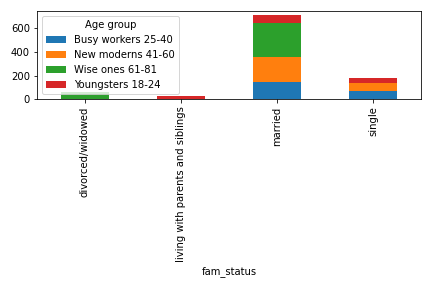 Age group
Busy workers 25-40
New moderns 41-60
Wise ones 61-81
Youngsters 18-24
600
400
200
0
divorced/widowed
living with parents and siblings
married
single
fam_status